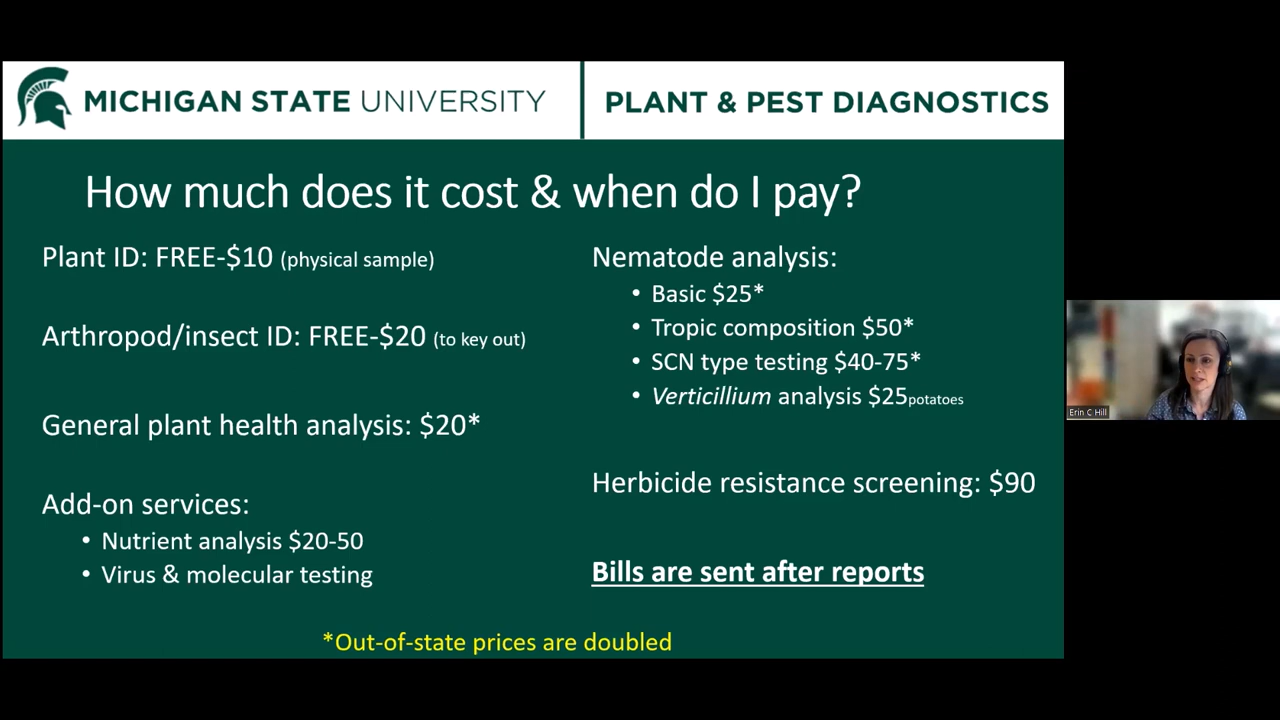 MICHIGAN STATE UNIVERSITY
PLANT & PEST DIAGNOSTICS
How much does it cost & when do I pay?
Plant ID: FREE-$10 (physical sample)
Arthropod/insect ID: FREE-$20 (to key out)
General plant health analysis: $20*
Add-on services:
• Nutrient analysis $20-50
• Virus & molecular testing
Nematode analysis:
• Basic $25*
• Tropic composition $50*
• SCN type testing $40-75*
• Verticillium analysis $25potatoes
Herbicide resistance screening: $90
Bills are sent after reports
*Out-of-state prices are doubled
Erin C Hill